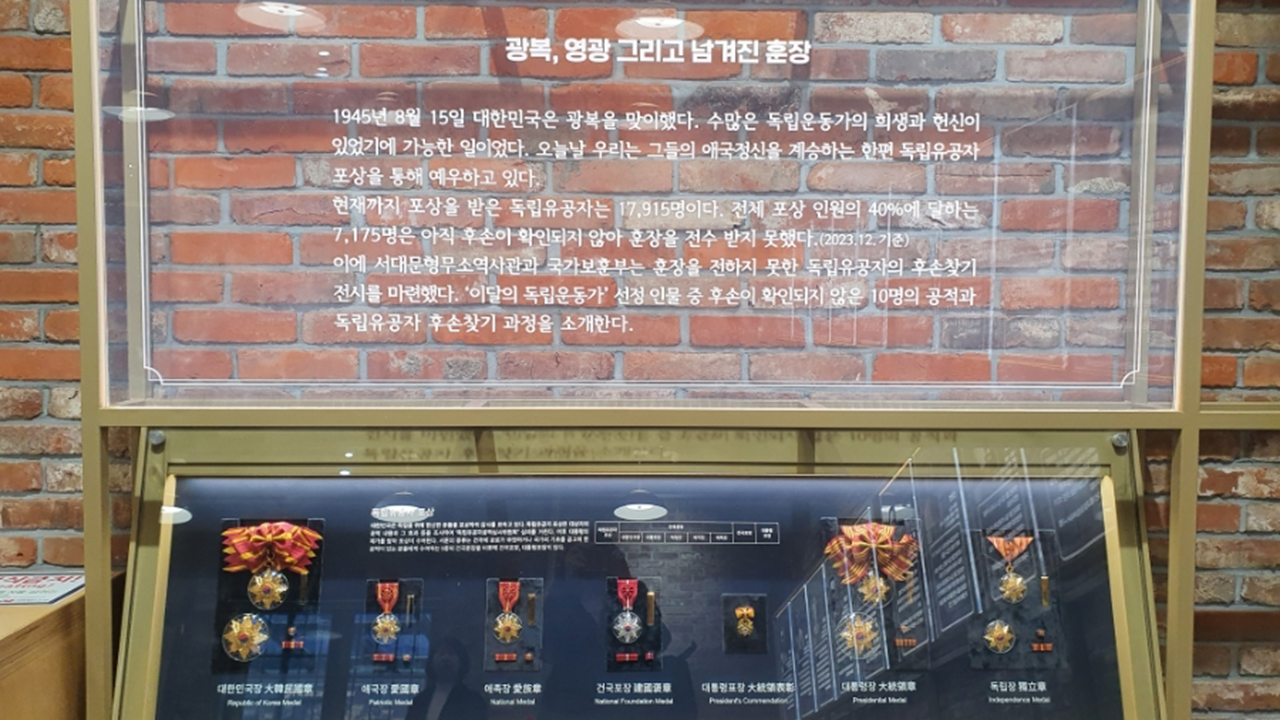 광복, 영광 그리고 남겨진 훈장
1945년 8월 15일 대한민국은 광복을 맞이했다. 수많은 독립운동가의 희생과 헌신이
있었기에 가능한 일이었다. 오늘날 우리는 그들의 애국정신을 계승하는 한편 독립유공자
포상을 통해 예우하고 있다.
현재까지 포상을 받은 독립유공자는 17,915명이다. 전체 포상 인원의 40%에 달하는
7,175명은 아직 후손이 확인되지 않아 훈장을 전수 받지 못했다.(2023.12. 기준)
이에 서대문형무소역사관과 국가보훈부는 훈장을 전하지 못한 독립유공자의 후손찾기
전시를 마련했다. ‘이달의 독립운동가’ 선정 인물 중 후손이 확인되지 않은 10명의 공적과
독립유공자 후손찾기 과정을 소개한다.
대한민국장 大韓民國章
Republic of Korea Medal
애국장 愛國章
Patriotic Medal
애족장 愛族章
National Medal
건국포장 建國褒章
National Foundation Medal
대통령표창 大統領表彰
President's Commendation
대통령장 大統領章
Presidential Medal
독립장 獨立章
Independence Medal